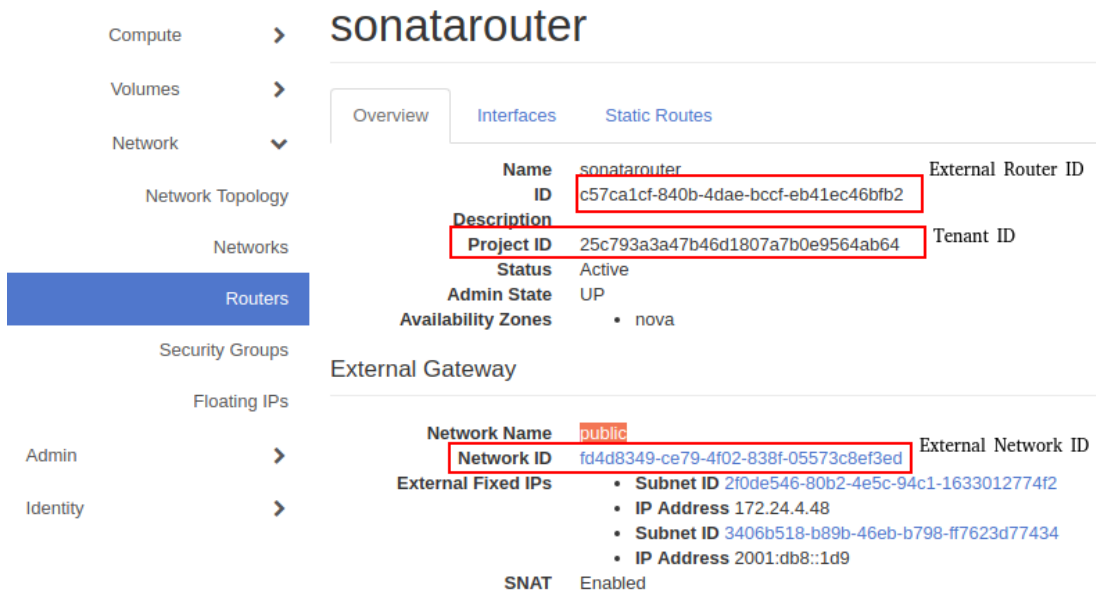 sonatarouter
Compute
Volumes
Network
Network Topology
Networks
Routers
Security Groups
Floating IPs
Admin
Identity
Overview Interfaces Static Routes
Name sonatarouter External Router ID
ID c57ca1cf-840b-4dae-bccf-eb41ec46bfb2
Description
Project ID 25c793a3a47b46d1807a7b0e9564ab64 Tenant ID
Status Active
Admin State UP
Availability Zones • nova
External Gateway
Network Name public
Network ID fd4d8349-ce79-4f02-838f-05573c8ef3ed External Network ID
External Fixed IPs • Subnet ID 2f0de546-80b2-4e5c-94c1-1633012774f2
• IP Address 172.24.4.48
• Subnet ID 3406b518-b89b-46eb-b798-ff7623d77434
• IP Address 2001:db8::1d9
SNAT Enabled